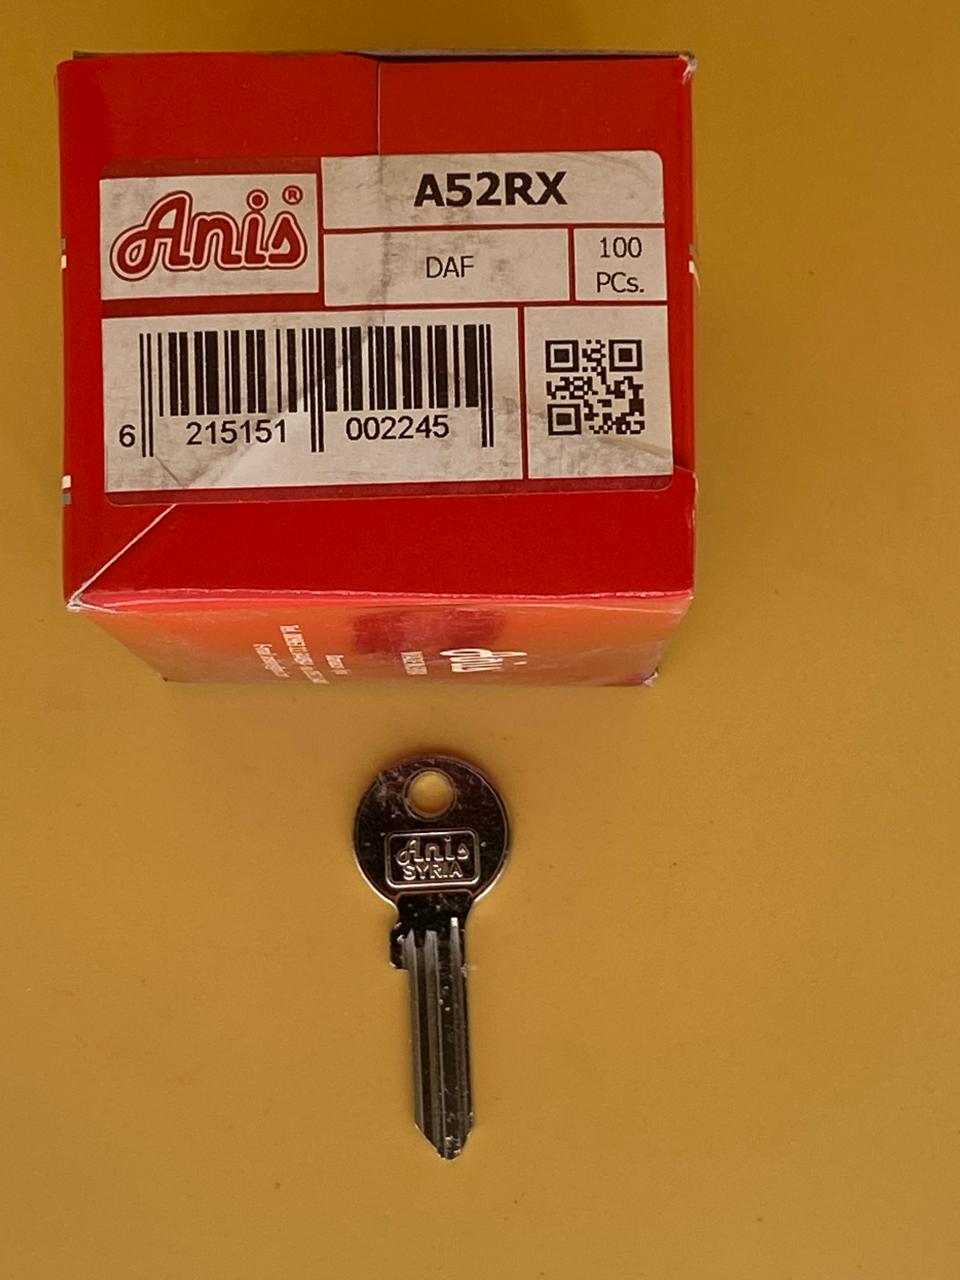 Anis®
A52RX
DAF
100
PCs.
6 215151 002245
Anis
SYRIA